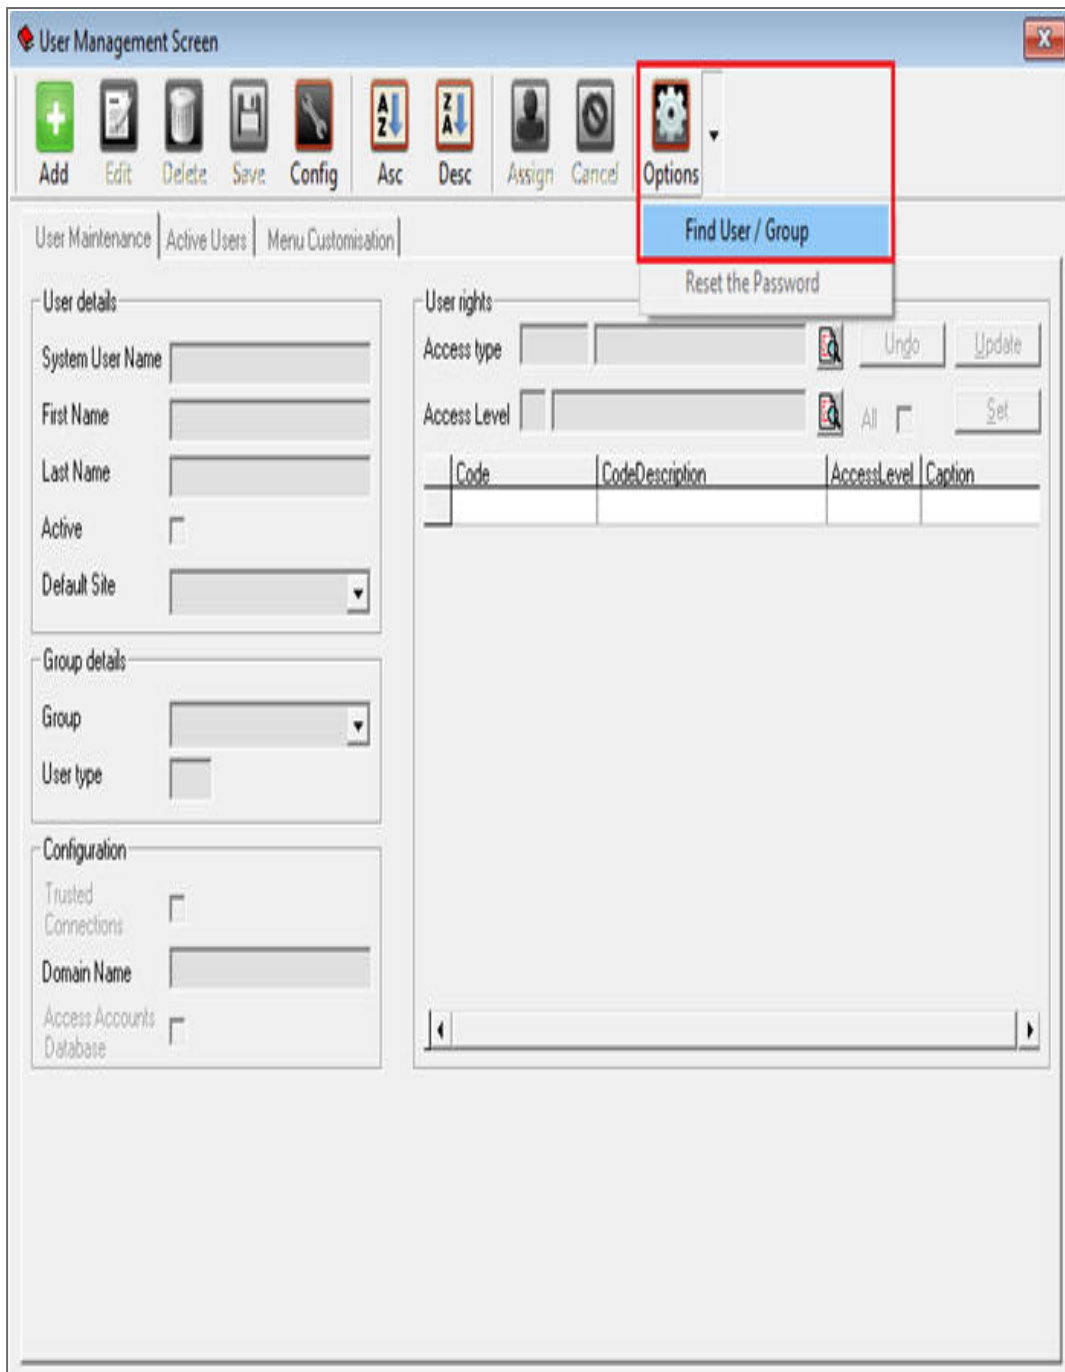 User Management Screen
Add Edit Delete Save Config Asc Desc Assign Cancel Options
Find User / Group
Reset the Password
User Maintenance Active Users Menu Customisation
User details
System User Name
First Name
Last Name
Active
Default Site
Group details
Group
User type
Configuration
Trusted
Connections
Domain Name
Access Accounts
Database
User rights
Access type Undo Update
Access Level All Set
Code CodeDescription AccessLevel Caption